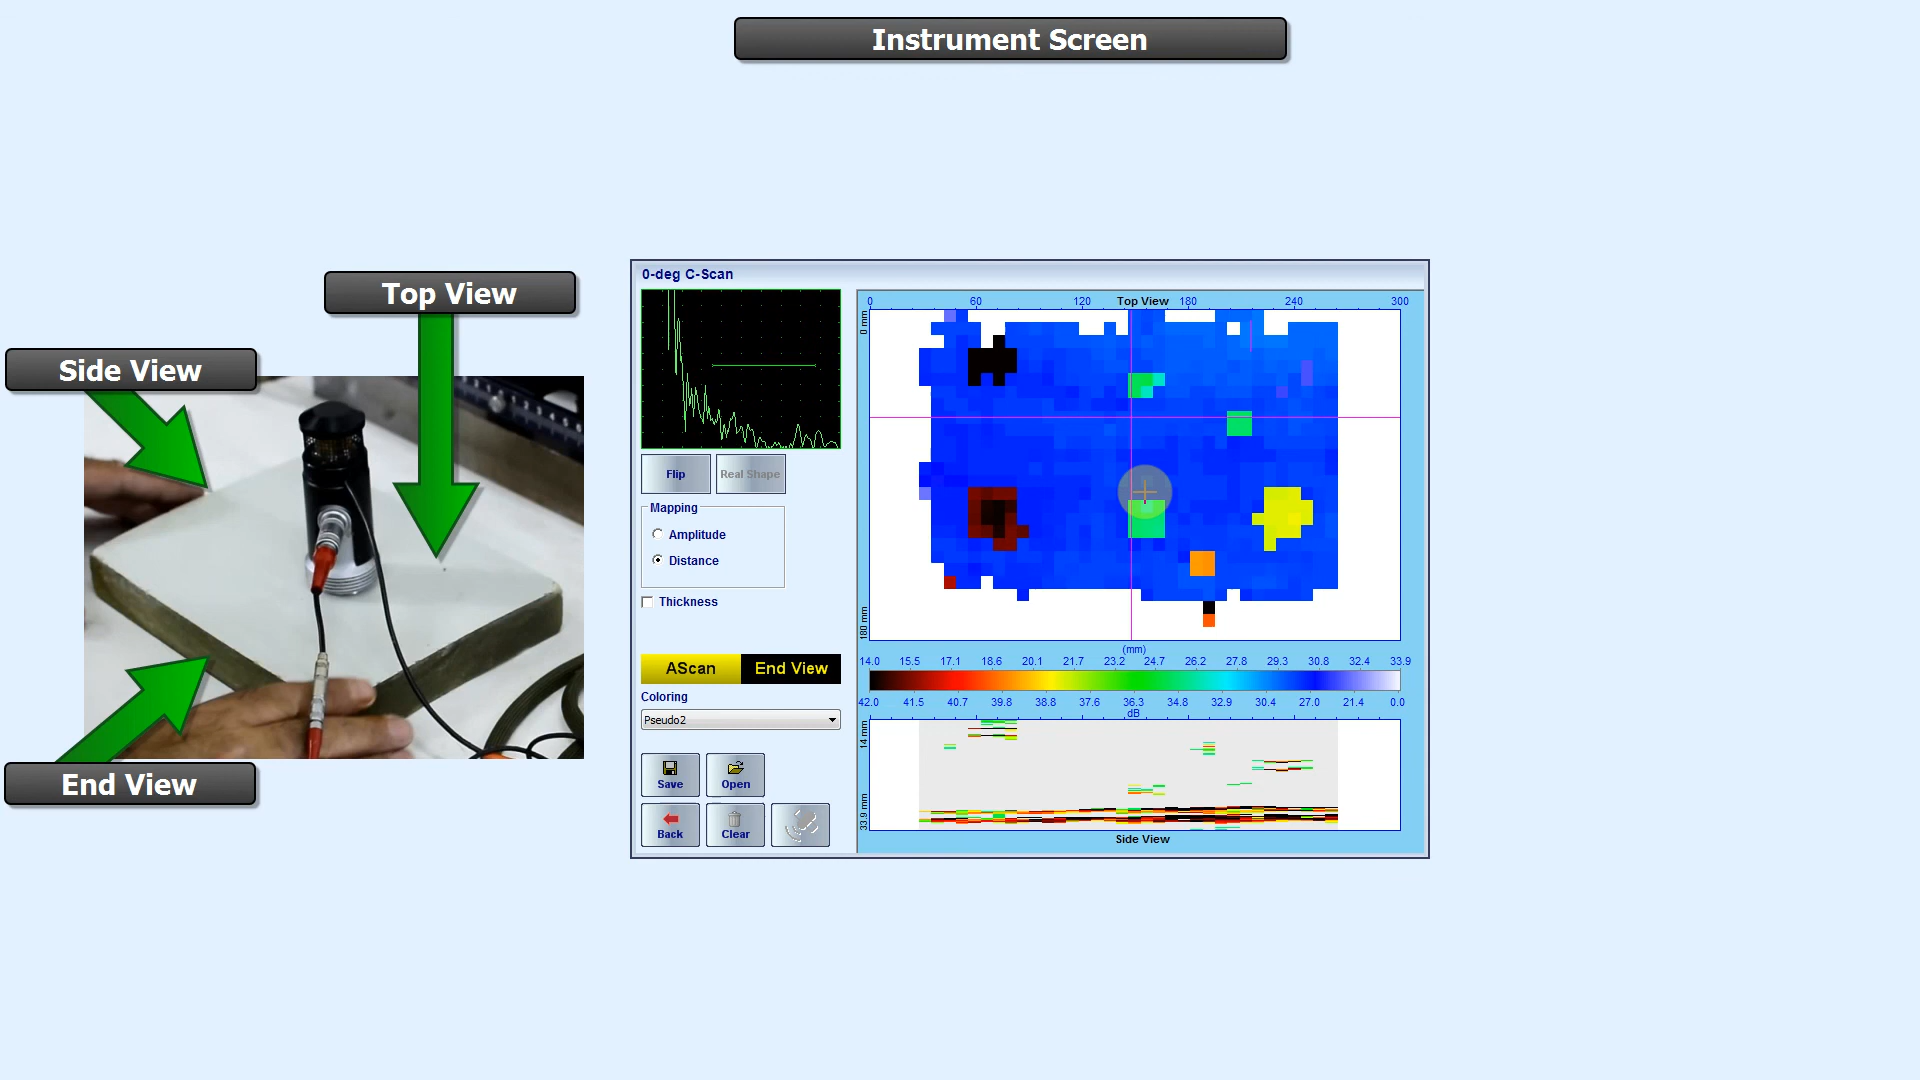 Instrument Screen
Top View
Side View
End View
0-deg C-Scan
Flip
Real Shape
Mapping
Amplitude
Distance
Thickness
AScan
End View
Coloring
Pseudo2
Save
Open
Back
Clear
0 60 120 Top View 180 240 300
0 mm
180 mm
(mm)
14.0 15.5 17.1 18.6 20.1 21.7 23.2 24.7 26.2 27.8 29.3 30.8 32.4 33.9
42.0 41.5 40.7 39.8 38.8 37.6 36.3 34.8 32.9 30.4 27.0 21.4 0.0
dB
14 mm
33.9 mm
Side View